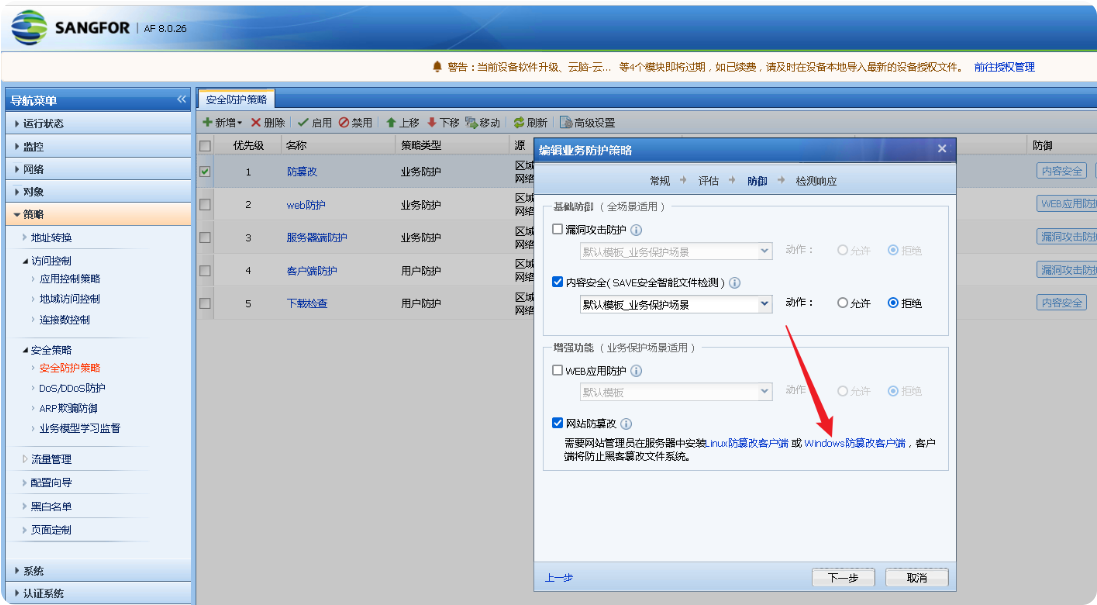 SANGFOR | AF 8.0.26
警告：当前设备软件升级、云脑-云... 等4个模块即将过期，如已续费，请及时在设备本地导入最新的设备授权文件。 前往授权管理
导航菜单
运行状态
监控
网络
对象
策略
地址转换
访问控制
应用控制策略
地域访问控制
连接数控制
安全策略
安全防护策略
DoS/DDoS防护
ARP欺骗防御
业务模型学习监督
流量管理
配置向导
黑白名单
页面定制
系统
认证系统
安全防护策略
新增 删除 启用 禁用 上移 下移 移动 刷新 高级设置
优先级 名称 策略类型 源 防御
1 防篡改 业务防护 区域 网络 内容安全
2 web防护 业务防护 区域 网络 WEB应用防护
3 服务器端防护 业务防护 区域 网络 漏洞攻击防
4 客户端防护 用户防护 区域 网络 漏洞攻击防
5 下载检查 用户防护 区域 网络 内容安全
编辑业务防护策略
常规 评估 防御 检测响应
基础防御（全场景适用）
漏洞攻击防护
默认模板_业务保护场景 动作： 允许 拒绝
内容安全(SAVE安全智能文件检测)
默认模板_业务保护场景 动作： 允许 拒绝
增强功能（业务保护场景适用）
WEB应用防护
默认模板 动作 允许 拒绝
网站防篡改
需要网站管理员在服务器中安装Linux防篡改客户端 或 Windows防篡改客户端，客户
端将防止黑客篡改文件系统。
上一步 下一步 取消